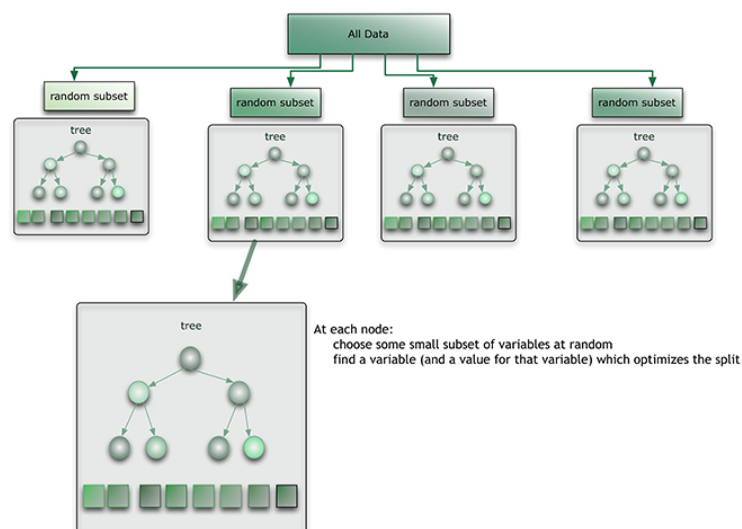 All Data
random subset
random subset
random subset
random subset
tree
tree
tree
tree
tree
At each node:
choose some small subset of variables at random
find a variable (and a value for that variable) which optimizes the split